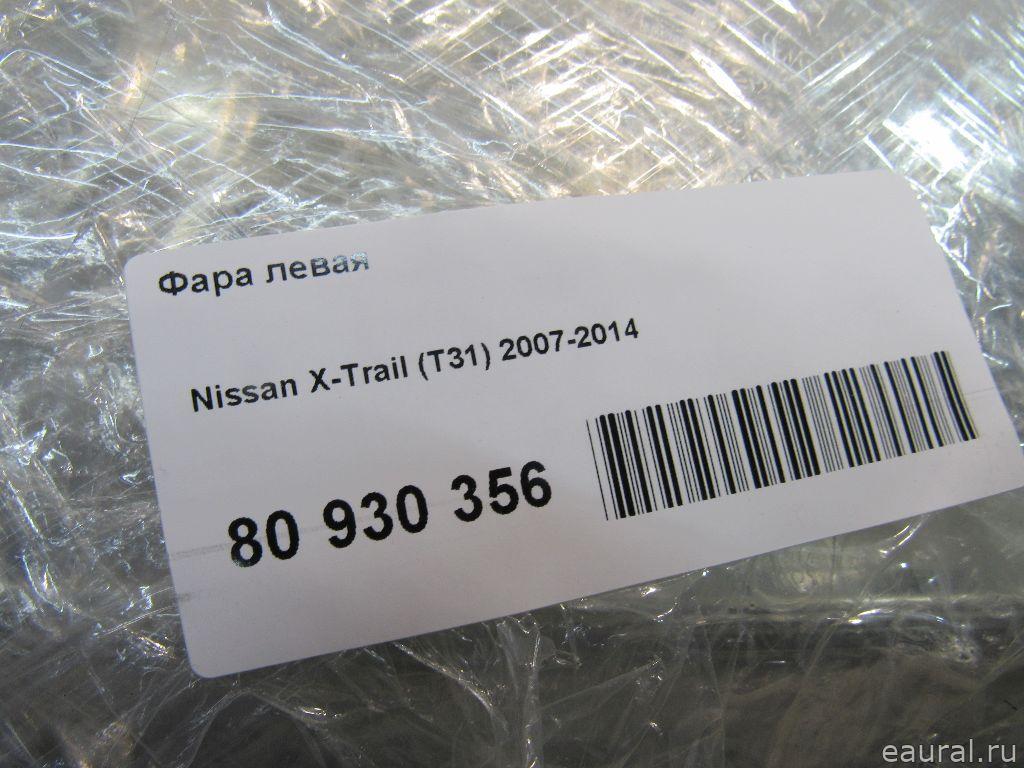 Фара левая
Nissan X-Trail (T31) 2007-2014
80 930 356
eaural.ru